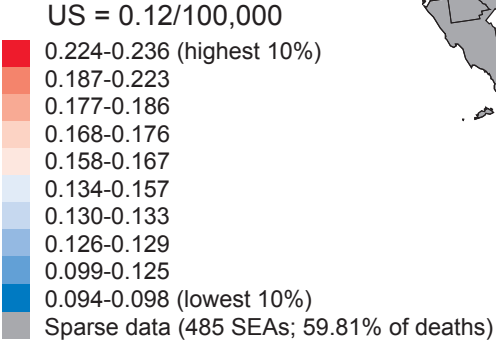 US = 0.12/100,000
0.224-0.236 (highest 10%)
0.187-0.223
0.177-0.186
0.168-0.176
0.158-0.167
0.134-0.157
0.130-0.133
0.126-0.129
0.099-0.125
0.094-0.098 (lowest 10%)
Sparse data (485 SEAs; 59.81% of deaths)